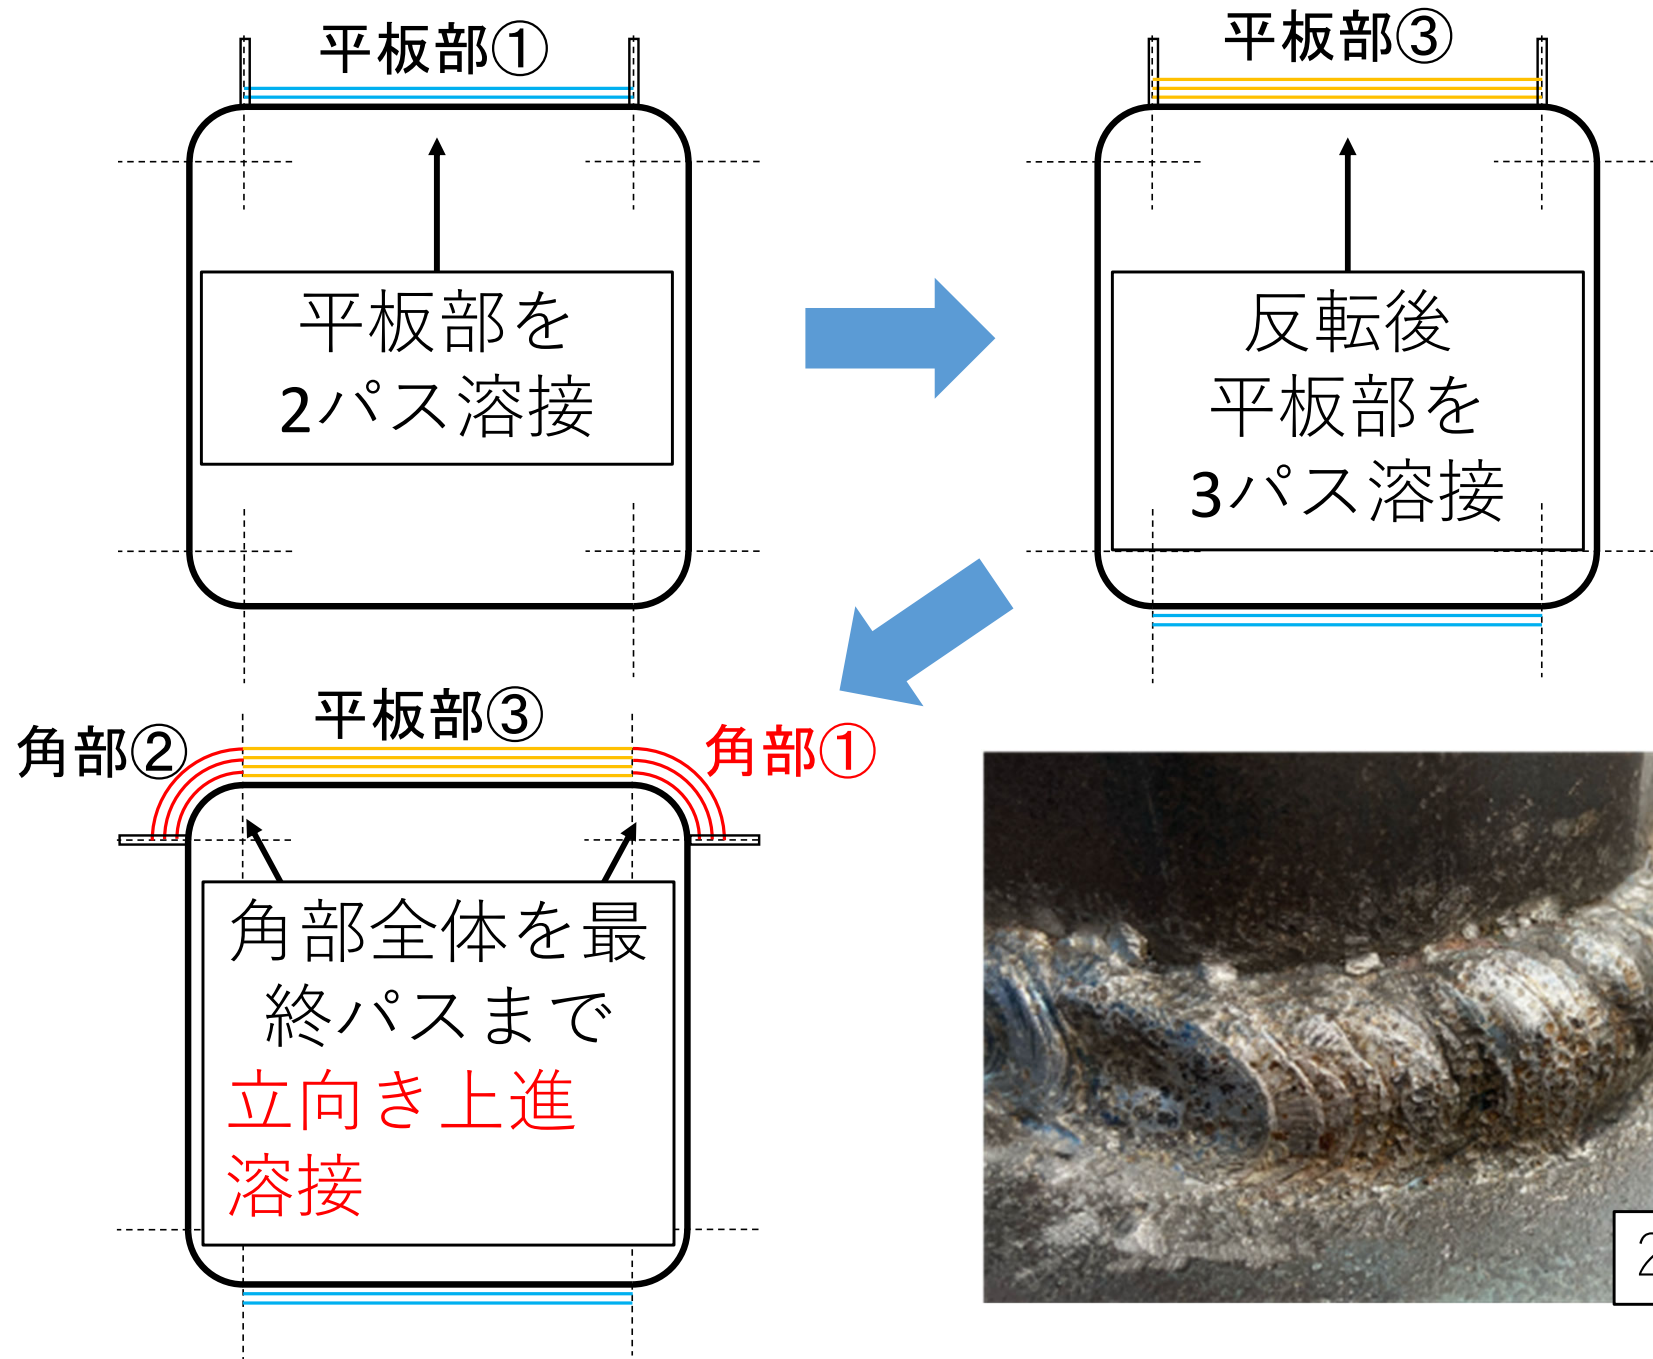 平板部①
平板部を
2パス溶接
平板部③
反転後
平板部を
3パス溶接
角部②
平板部③
角部①
角部全体を最
終パスまで
立向き上進
溶接
2